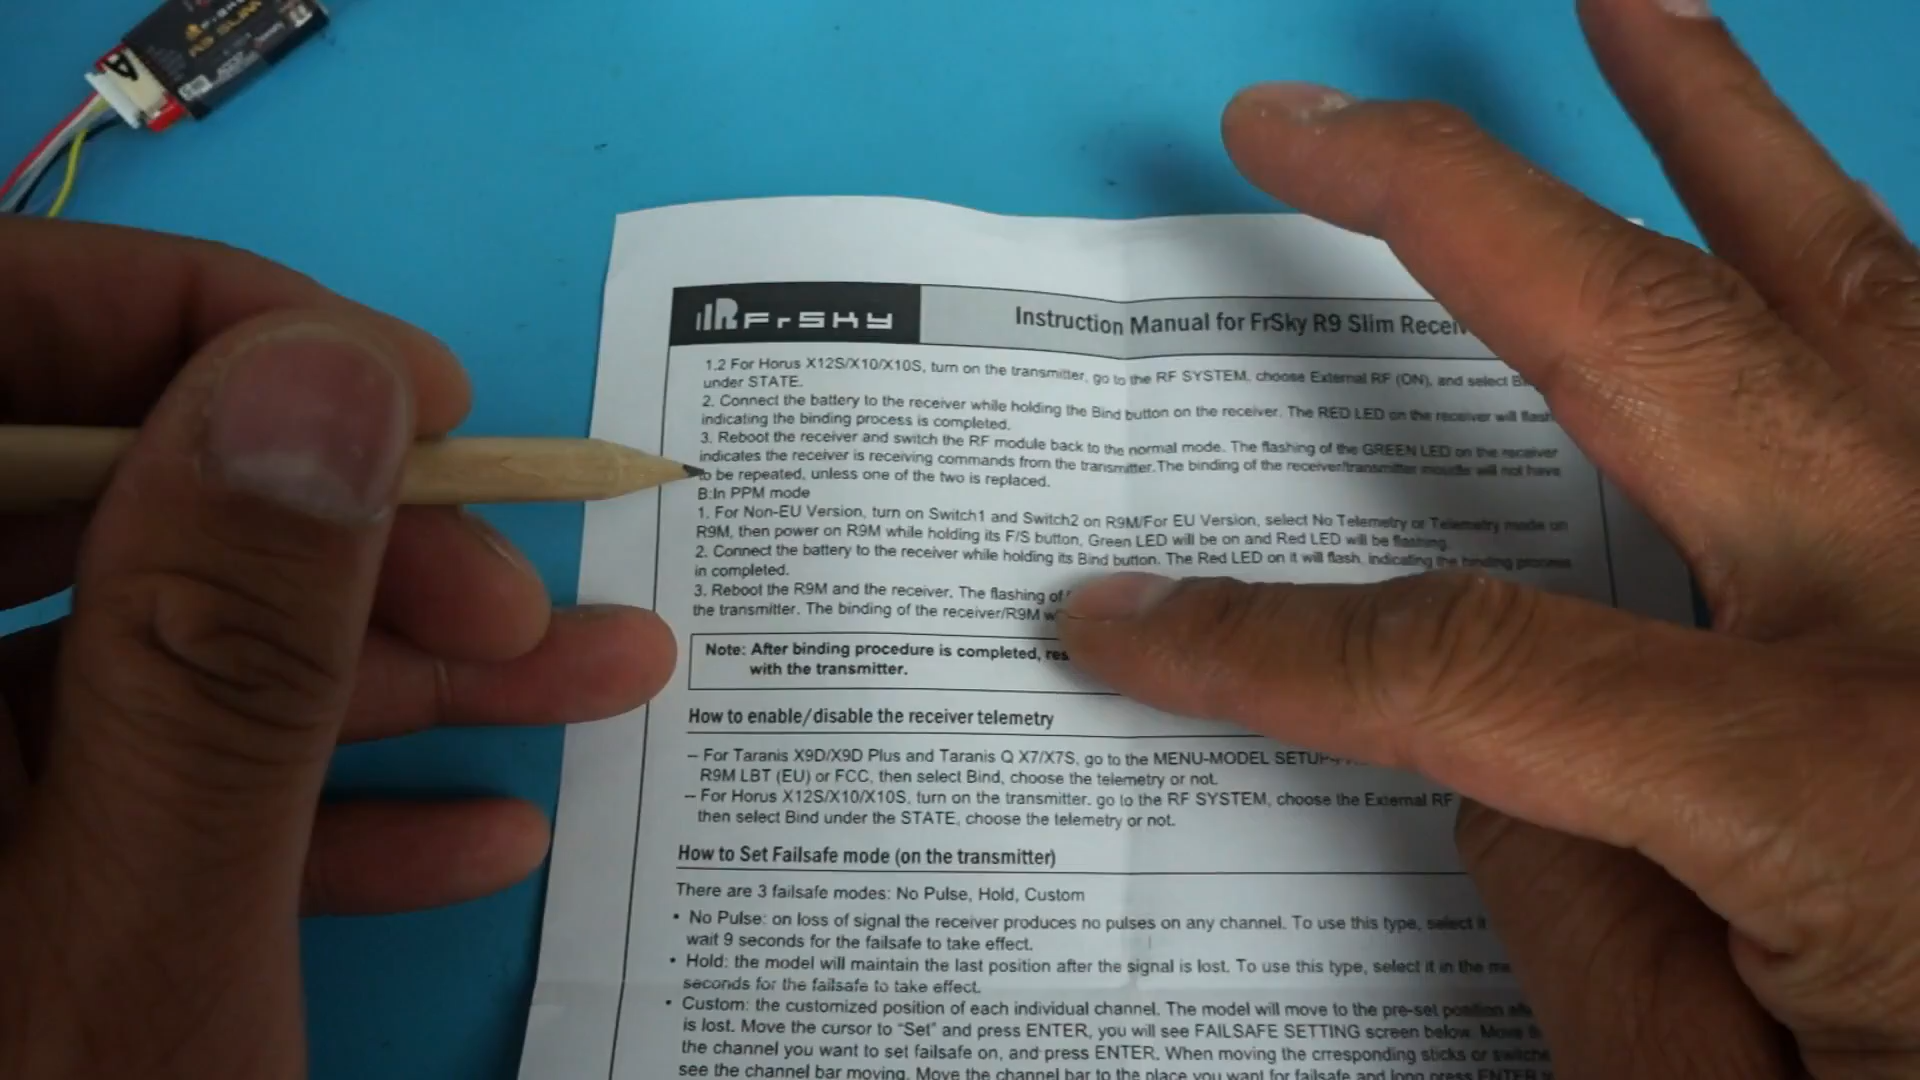 FrSky
R9 SLIM
FrSky
Instruction Manual for FrSky R9 Slim
1.2 For Horus X12S/X10/X10S, turn on the transmitter, go to the RF SYSTEM, choose External RF (ON), and select
under STATE.
2. Connect the battery to the receiver while holding the Bind button on the receiver. The RED LED on the receiver will flash
indicating the binding process is completed.
3. Reboot the receiver and switch the RF module back to the normal mode. The flashing of the GREEN LED on the receiver
indicates the receiver is receiving commands from the transmitter.The binding of the receiver/transmitter moudle will not have
to be repeated, unless one of the two is replaced.
B:In PPM mode
1. For Non-EU Version, turn on Switch1 and Switch2 on R9M/For EU Version, select No Telemetry or Telemetry mode on
R9M, then power on R9M while holding its F/S button, Green LED will be on and Red LED will be flashing.
2. Connect the battery to the receiver while holding its Bind button. The Red LED on it will flash, indicating the binding process
in completed.
3. Reboot the R9M and the receiver. The flashing of
the transmitter. The binding of the receiver/R9M
Note: After binding procedure is completed,
with the transmitter.
How to enable/disable the receiver telemetry
– For Taranis X9D/X9D Plus and Taranis Q X7/X7S, go to the MENU-MODEL SETUP
R9M LBT (EU) or FCC, then select Bind, choose the telemetry or not.
– For Horus X12S/X10/X10S, turn on the transmitter. go to the RF SYSTEM, choose the External RF
then select Bind under the STATE, choose the telemetry or not.
How to Set Failsafe mode (on the transmitter)
There are 3 failsafe modes: No Pulse, Hold, Custom
• No Pulse: on loss of signal the receiver produces no pulses on any channel. To use this type, select it
wait 9 seconds for the failsafe to take effect.
• Hold: the model will maintain the last position after the signal is lost. To use this type, select it in the
seconds for the failsafe to take effect.
• Custom: the customized position of each individual channel. The model will move to the pre-set position
is lost. Move the cursor to "Set" and press ENTER, you will see FAILSAFE SETTING screen below. Move
the channel you want to set failsafe on, and press ENTER. When moving the crresponding sticks or
see the channel bar moving. Move the channel bar to the place you want for failsafe and long press ENTER